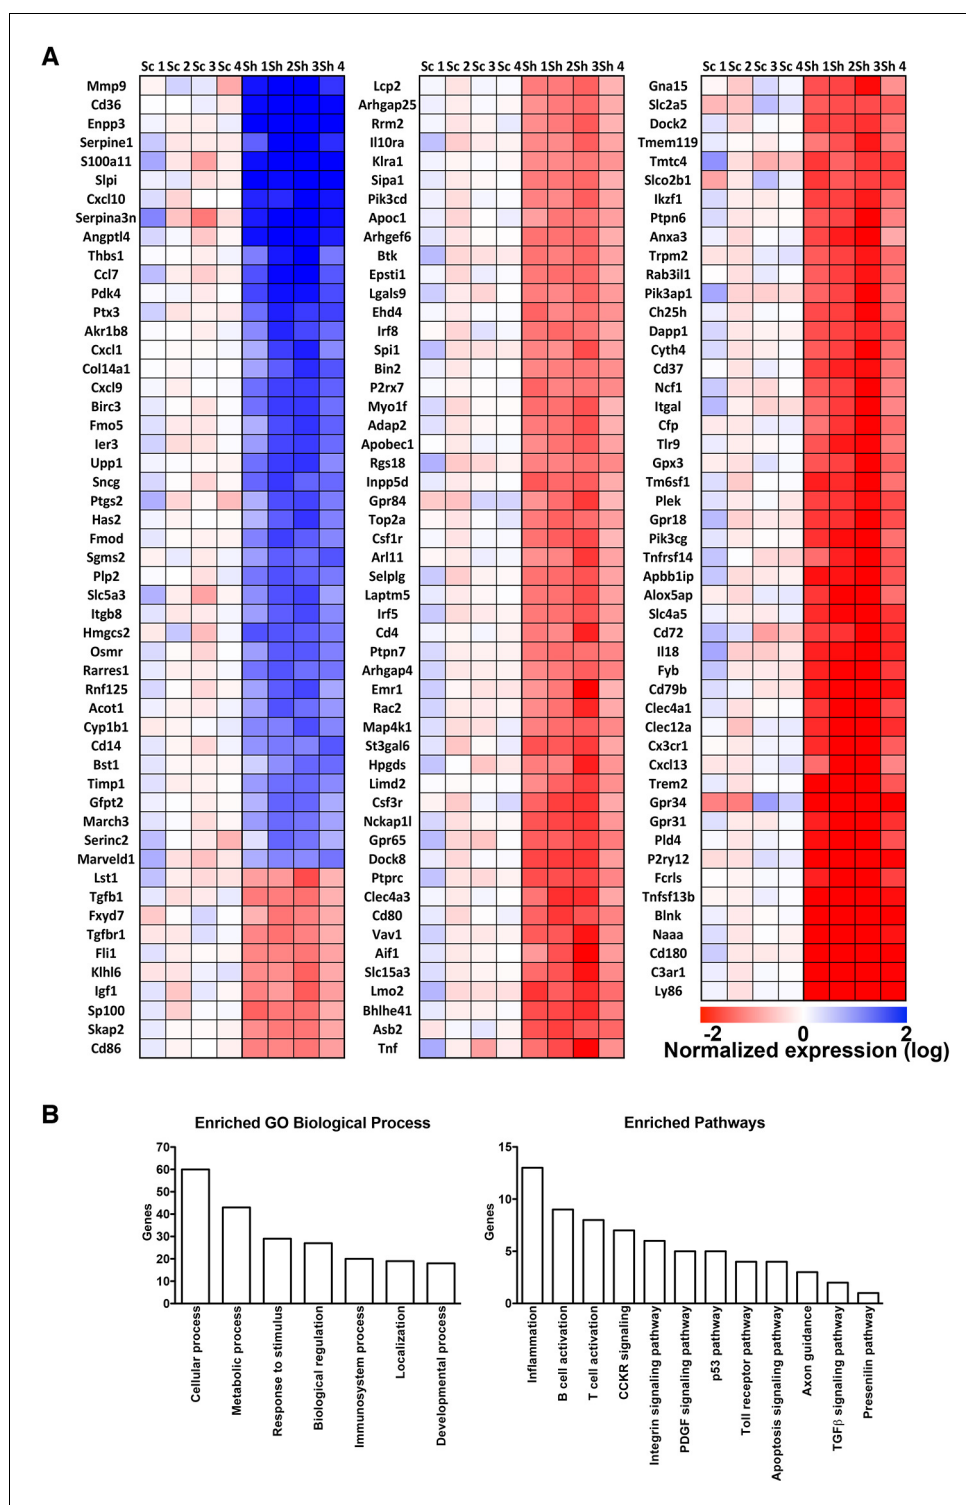 A
Sc 1 Sc 2 Sc 3 Sc 4 Sh 1 Sh 2 Sh 3 Sh 4
Mmp9
Cd36
Enpp3
Serpine1
S100a11
Slpi
Cxcl10
Serpina3n
Angptl4
Thbs1
Ccl7
Pdk4
Ptx3
Akr1b8
Cxcl1
Col14a1
Cxcl9
Birc3
Fmo5
Ier3
Upp1
Sncg
Ptgs2
Has2
Fmod
Sgms2
Plp2
Slc5a3
Itgb8
Hmgcs2
Osmr
Rarres1
Rnf125
Acot1
Cyp1b1
Cd14
Bst1
Timp1
Gfpt2
March3
Serinc2
Marveld1
Lst1
Tgfb1
Fxyd7
Tgfbr1
Fli1
Klhl6
Igf1
Sp100
Skap2
Cd86
Sc 1 Sc 2 Sc 3 Sc 4 Sh 1 Sh 2 Sh 3 Sh 4
Lcp2
Arhgap25
Rrm2
Il10ra
Klra1
Sipa1
Pik3cd
Apoc1
Arhgef6
Btk
Epsti1
Lgals9
Ehd4
Irf8
Spi1
Bin2
P2rx7
Myo1f
Adap2
Apobec1
Rgs18
Inpp5d
Gpr84
Top2a
Csf1r
Arl11
Selplg
Laptm5
Irf5
Cd4
Ptpn7
Arhgap4
Emr1
Rac2
Map4k1
St3gal6
Hpgds
Limd2
Csf3r
Nckap1l
Gpr65
Dock8
Ptprc
Clec4a3
Cd80
Vav1
Aif1
Slc15a3
Lmo2
Bhlhe41
Asb2
Tnf
Sc 1 Sc 2 Sc 3 Sc 4 Sh 1 Sh 2 Sh 3 Sh 4
Gna15
Slc2a5
Dock2
Tmem119
Tmtc4
Slco2b1
Ikzf1
Ptpn6
Anxa3
Trpm2
Rab3il1
Pik3ap1
Ch25h
Dapp1
Cyth4
Cd37
Ncf1
Itgal
Cfp
Tlr9
Gpx3
Tm6sf1
Plek
Gpr18
Pik3cg
Tnfrsf14
Apbb1ip
Alox5ap
Slc4a5
Cd72
Il18
Fyb
Cd79b
Clec4a1
Clec12a
Cx3cr1
Cxcl13
Trem2
Gpr34
Gpr31
Pld4
P2ry12
Fcrls
Tnfsf13b
Blnk
Naaa
Cd180
C3ar1
Ly86
-2 0 2
Normalized expression (log)
B
Enriched GO Biological Process
Genes
70
60
50
40
30
20
10
0
Cellular process
Metabolic process
Response to stimulus
Biological regulation
Immunosystem process
Localization
Developmental process
Enriched Pathways
Genes
15
10
5
0
Inflammation
B cell activation
T cell activation
CCKR signaling
Integrin signaling pathway
PDGF signaling pathway
p53 pathway
Toll receptor pathway
Apoptosis signaling pathway
Axon guidance
TGFβ signaling pathway
Presenilin pathway